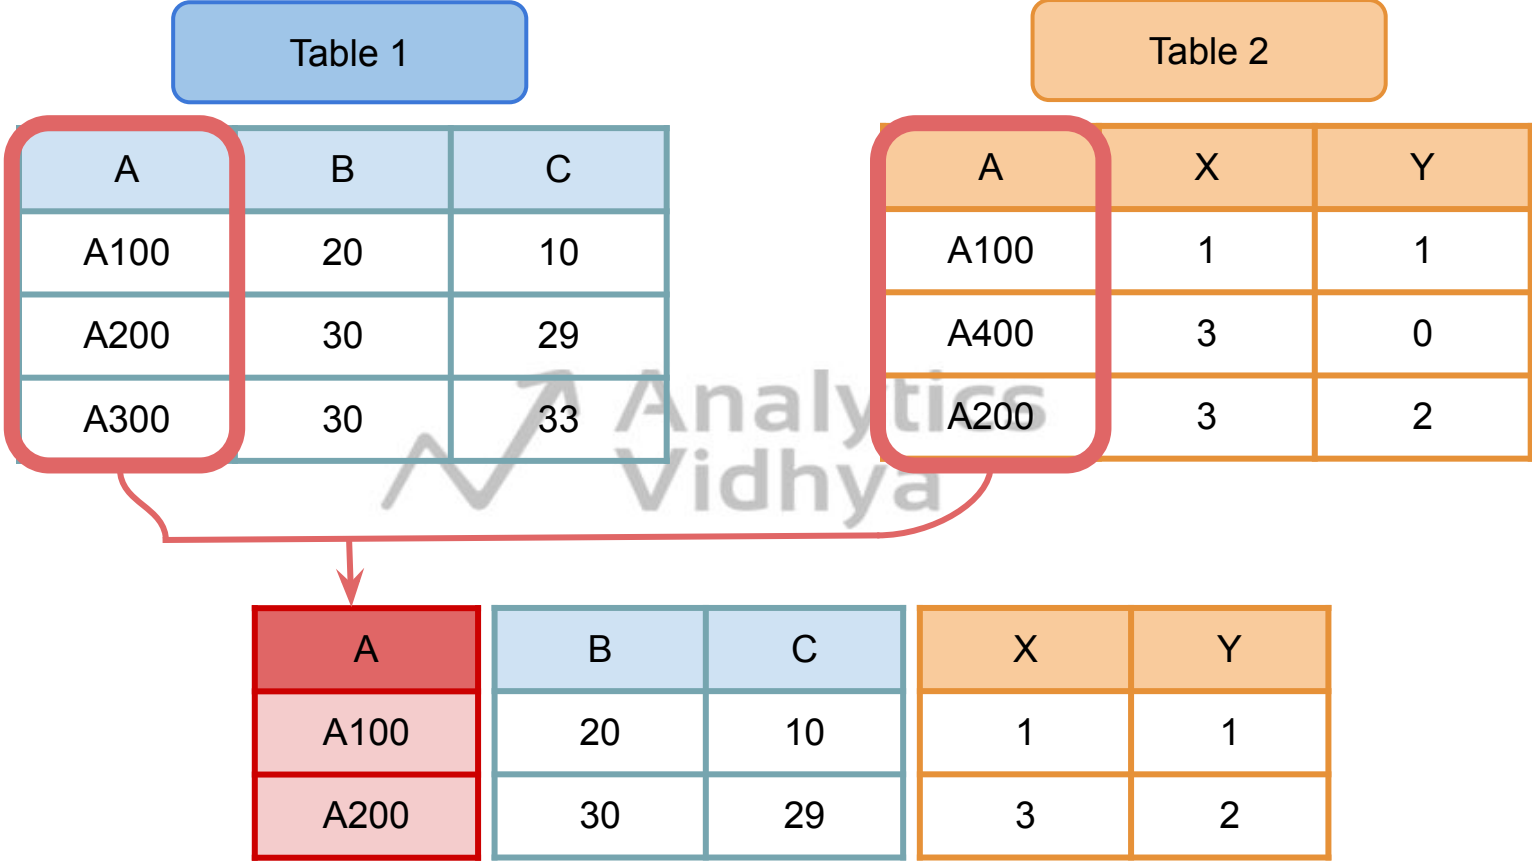 Table 1
Table 2
A B C
A100 20 10
A200 30 29
A300 30 33
A X Y
A100 1 1
A400 3 0
A200 3 2
Analytics
Vidhya
A B C X Y
A100 20 10 1 1
A200 30 29 3 2